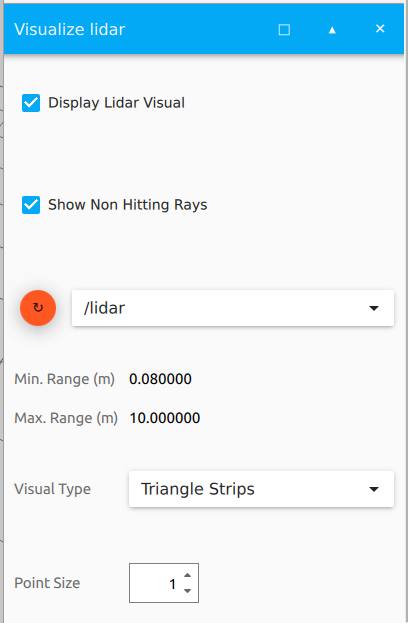 Visualize lidar
Display Lidar Visual
Show Non Hitting Rays
/lidar
Min. Range (m) 0.080000
Max. Range (m) 10.000000
Visual Type Triangle Strips
Point Size 1